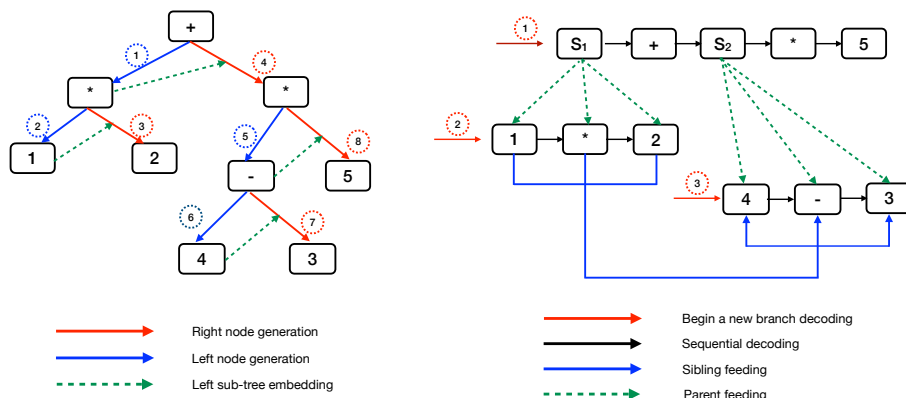 +
1
4
*
*
2
3
5
8
1
2
-
5
6
7
4
3
Right node generation
Left node generation
Left sub-tree embedding
1
S1 + S2 * 5
2
1 * 2
3
4 - 3
Begin a new branch decoding
Sequential decoding
Sibling feeding
Parent feeding